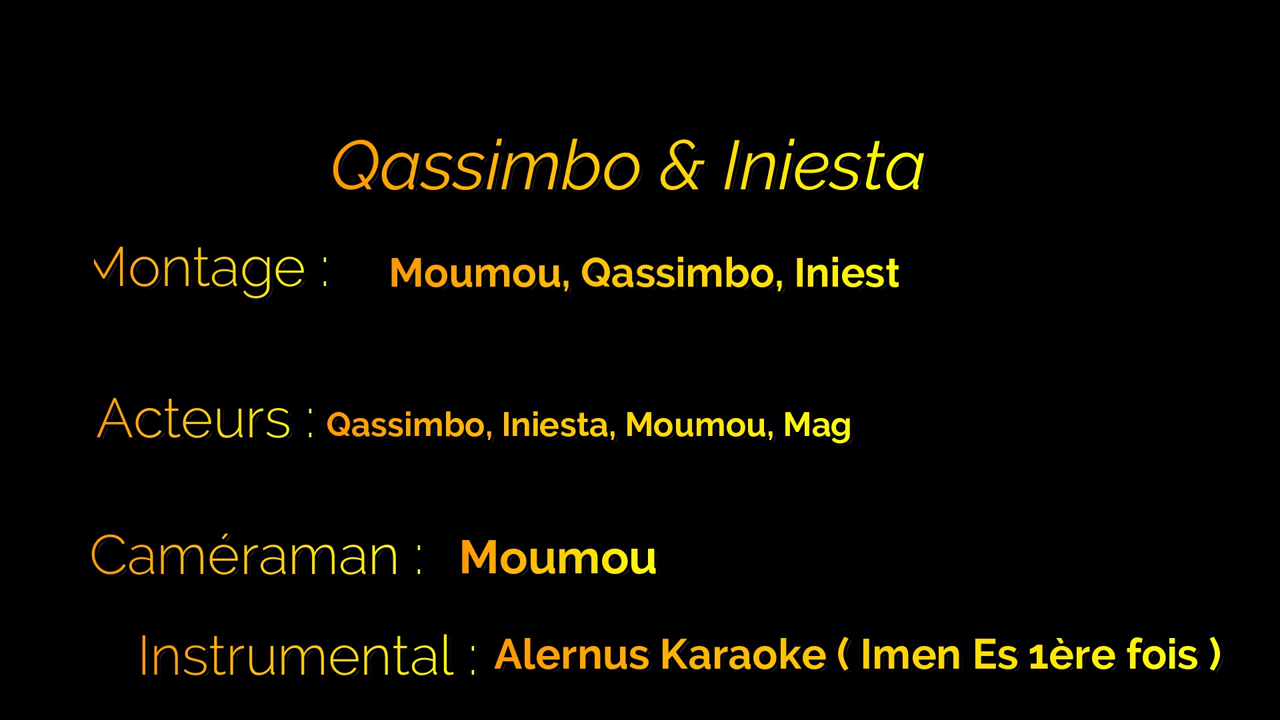 Qassimbo & Iniesta
Montage : Moumou, Qassimbo, Iniest
Acteurs : Qassimbo, Iniesta, Moumou, Mag
Caméraman : Moumou
Instrumental : Alernus Karaoke ( Imen Es 1ère fois )